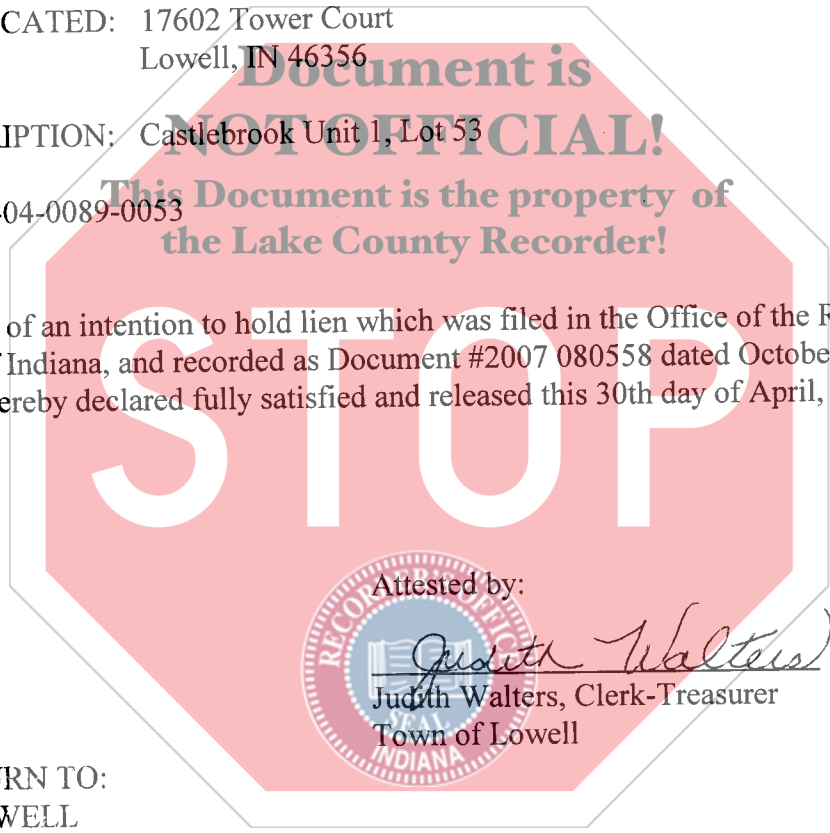 CATED: 17602 Tower Court
Lowell, IN 46356
Document is
IPTION: Castlebrook Unit 1, Lot 53
NOT OFFICIAL!
This Document is the property of
04-0089-0053
the Lake County Recorder!
of an intention to hold lien which was filed in the Office of the
Indiana, and recorded as Document #2007 080558 dated Octobe
ereby declared fully satisfied and released this 30th day of April,
STOP
Attested by:
RECORDER'S OFFICE
Judith Walters
Judith Walters, Clerk-Treasurer
SEAL
Town of Lowell
INDIANA
RN TO:
WELL